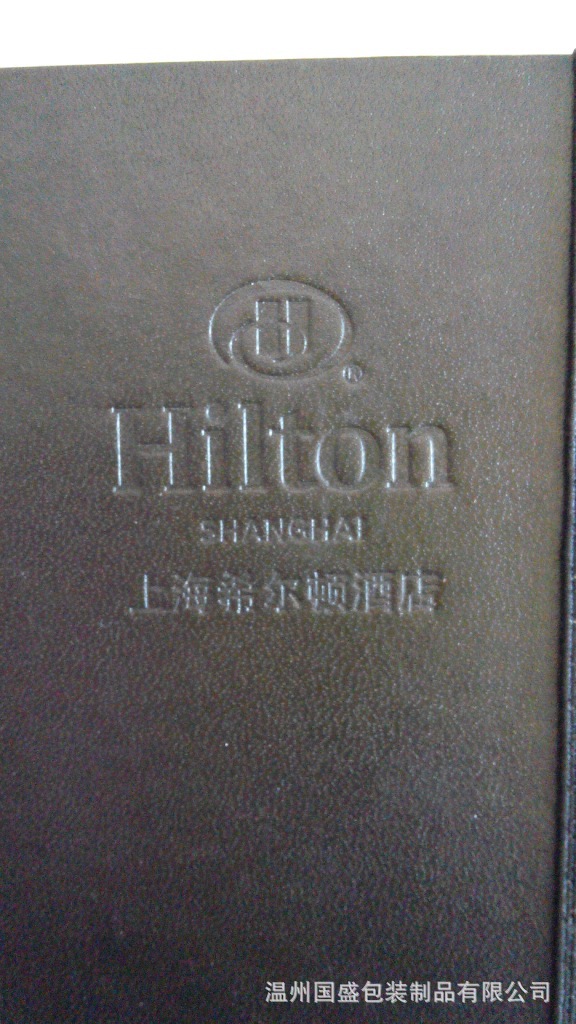 H
®
Hilton
SHANGHAI
上海希尔顿酒店
温州国盛包装制品有限公司